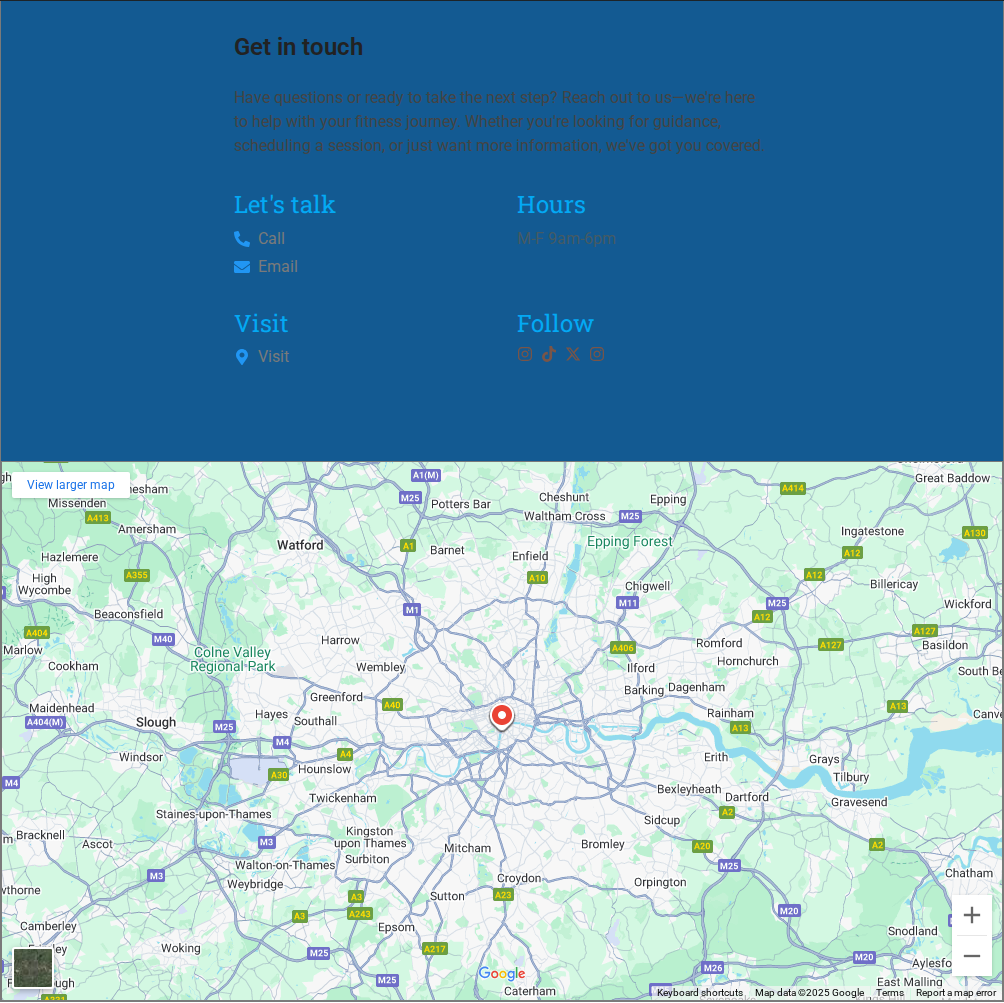 Get in touch
Have questions or ready to take the next step? Reach out to us—we're here
to help with your fitness journey. Whether you're looking for guidance,
scheduling a session, or just want more information, we've got you covered.
Let's talk
Hours
Call
M-F 9am-6pm
Email
Visit
Follow
Visit
View larger map
A1(M)
M25
Potters Bar
Cheshunt
Epping
A414
Great Baddow
Missenden
A413
Amersham
Waltham Cross
M25
Ingatestone
A130
Watford
A1
Barnet
Enfield
Epping Forest
A12
Hazlemere
A355
A10
Chigwell
A12
Billericay
High
Wycombe
Beaconsfield
M1
M11
M25
A12
Wickford
A404
M40
Harrow
A406
Romford
A127
A127
Basildon
Marlow
Colne Valley
Regional Park
Cookham
Wembley
Ilford
Hornchurch
South Be
Greenford
Barking
Dagenham
Maidenhead
A404(M)
Slough
M25
Hayes
Southall
A40
Rainham
A13
A13
Canve
M4
A4
Windsor
Hounslow
Erith
Grays
Tilbury
M4
A30
Twickenham
Bexleyheath
Dartford
Gravesend
Staines-upon-Thames
A2
Sidcup
Bracknell
Ascot
M3
Kingston
upon Thames
Surbiton
Mitcham
Bromley
A20
A2
Walton-on-Thames
M25
Chatham
M3
Weybridge
Croydon
Orpington
Sutton
A23
A3
A243
A3
M20
Camberley
Epsom
Snodland
Woking
M25
A217
M20
Aylesfo
M26
M25
Google
Caterham
East Malling
Keyboard shortcuts
Map data ©2025 Google
Terms
Report a map error